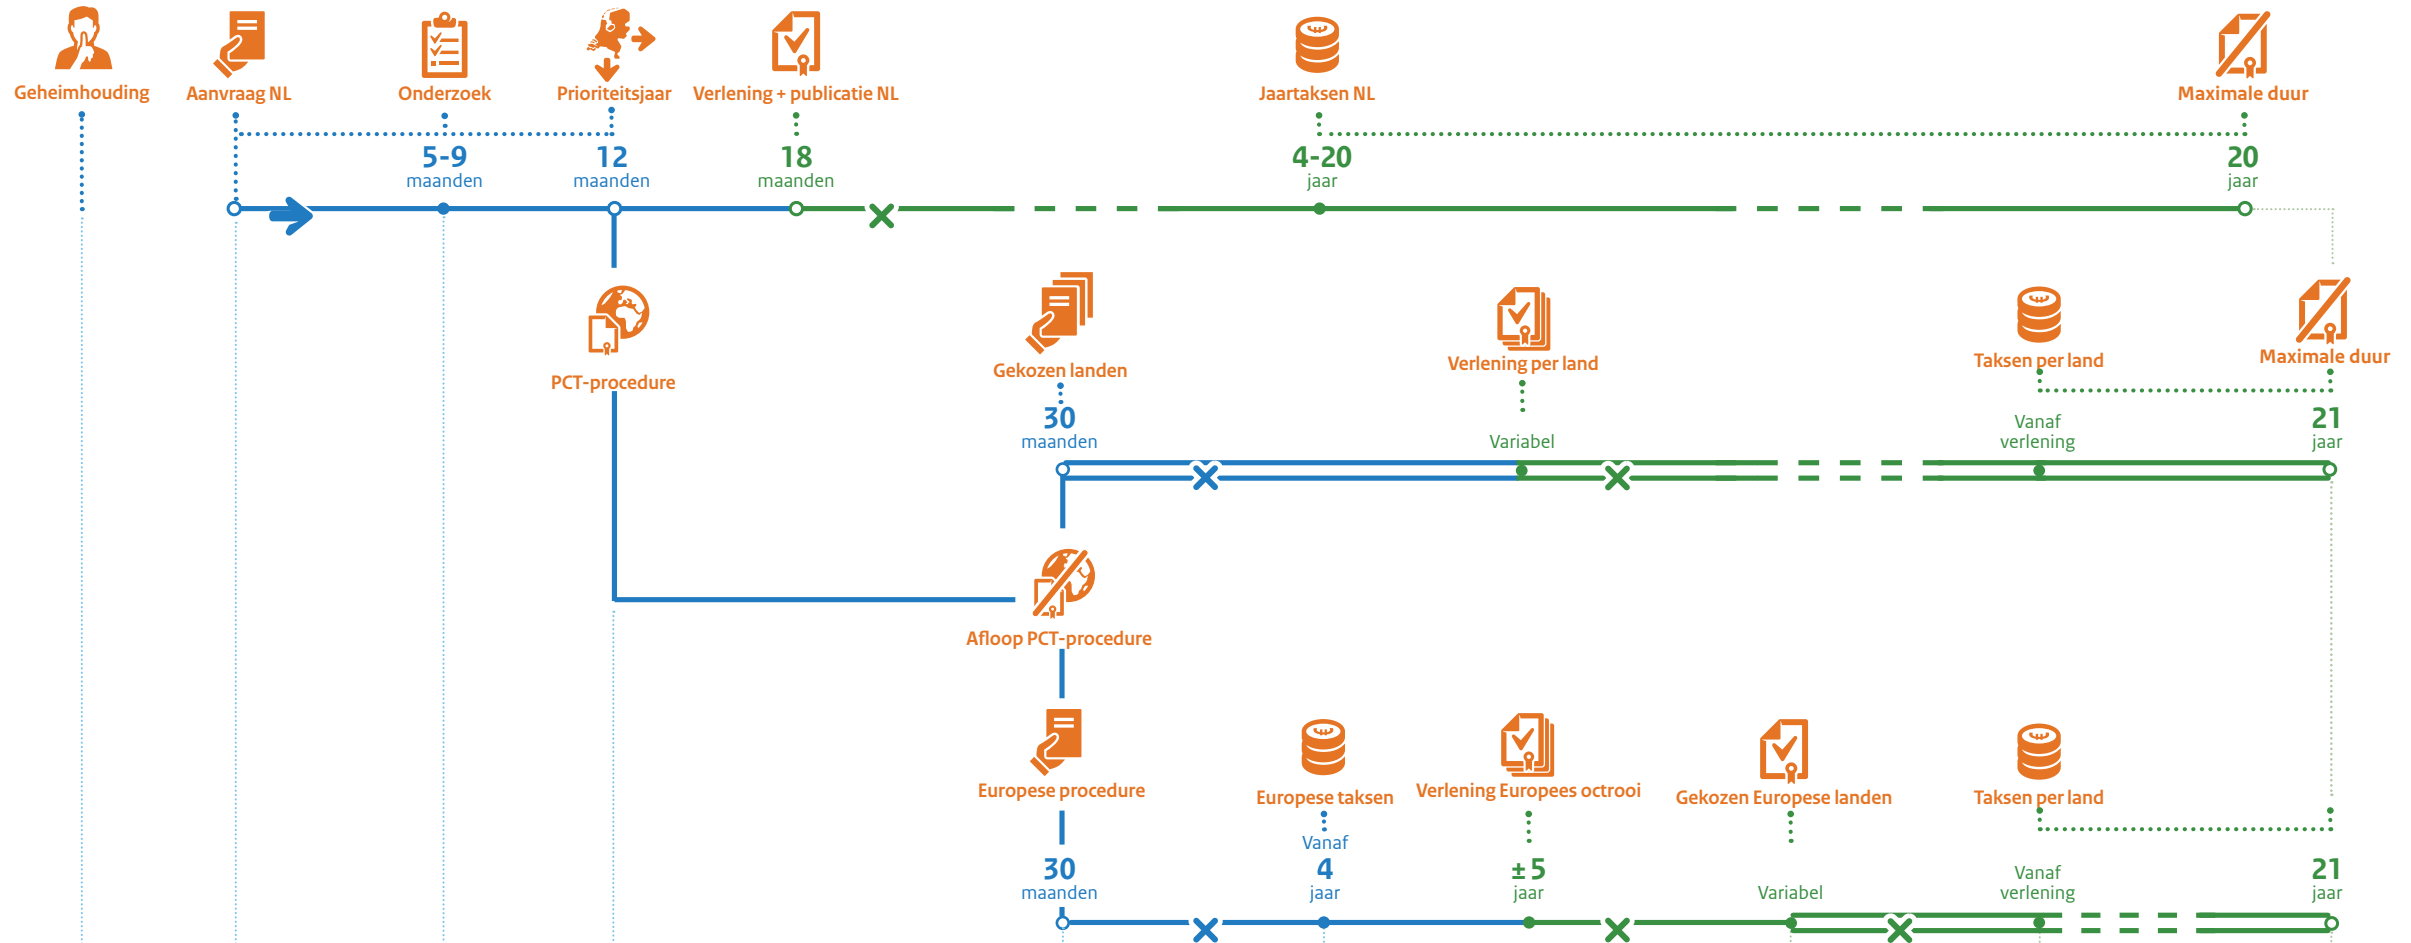 Geheimhouding
Aanvraag NL
Onderzoek
Prioriteitsjaar
Verlening + publicatie NL
Jaartaksen NL
Maximale duur
5-9
maanden
12
maanden
18
maanden
4-20
jaar
20
jaar
PCT-procedure
Gekozen landen
Verlening per land
Taksen per land
Maximale duur
30
maanden
Variabel
Vanaf
verlening
21
jaar
Afloop PCT-procedure
Europese procedure
Europese taksen
Verlening Europees octrooi
Gekozen Europese landen
Taksen per land
30
maanden
Vanaf
4
jaar
±5
jaar
Variabel
Vanaf
verlening
21
jaar